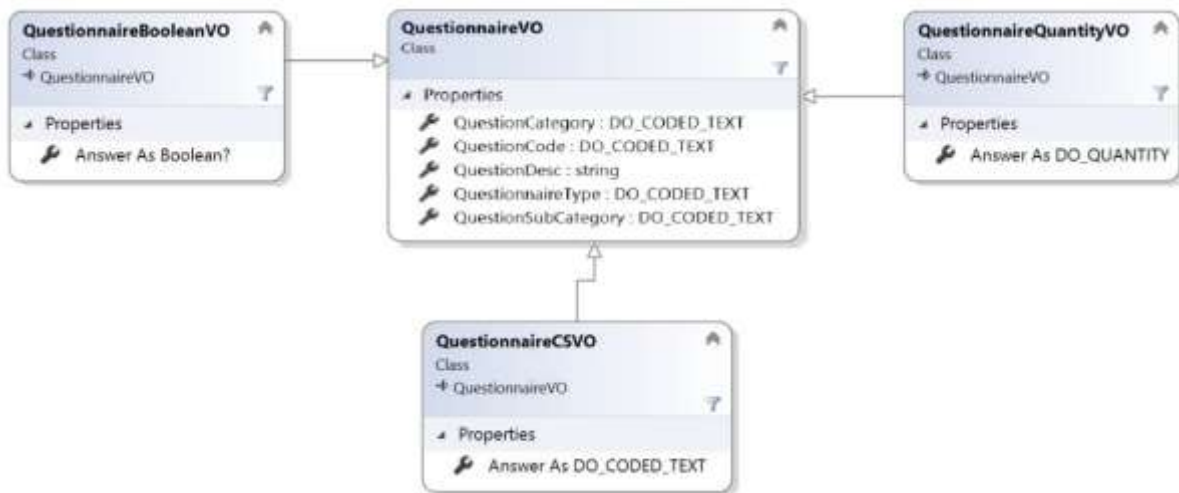 QuestionnaireBooleanVO
Class
QuestionnaireVO
Properties
Answer As Boolean?
QuestionnaireVO
Class
Properties
QuestionCategory : DO_CODED_TEXT
QuestionCode : DO_CODED_TEXT
QuestionDesc : string
QuestionnaireType : DO_CODED_TEXT
QuestionSubCategory : DO_CODED_TEXT
QuestionnaireQuantityVO
Class
QuestionnaireVO
Properties
Answer As DO_QUANTITY
QuestionnaireCSVO
Class
QuestionnaireVO
Properties
Answer As DO_CODED_TEXT